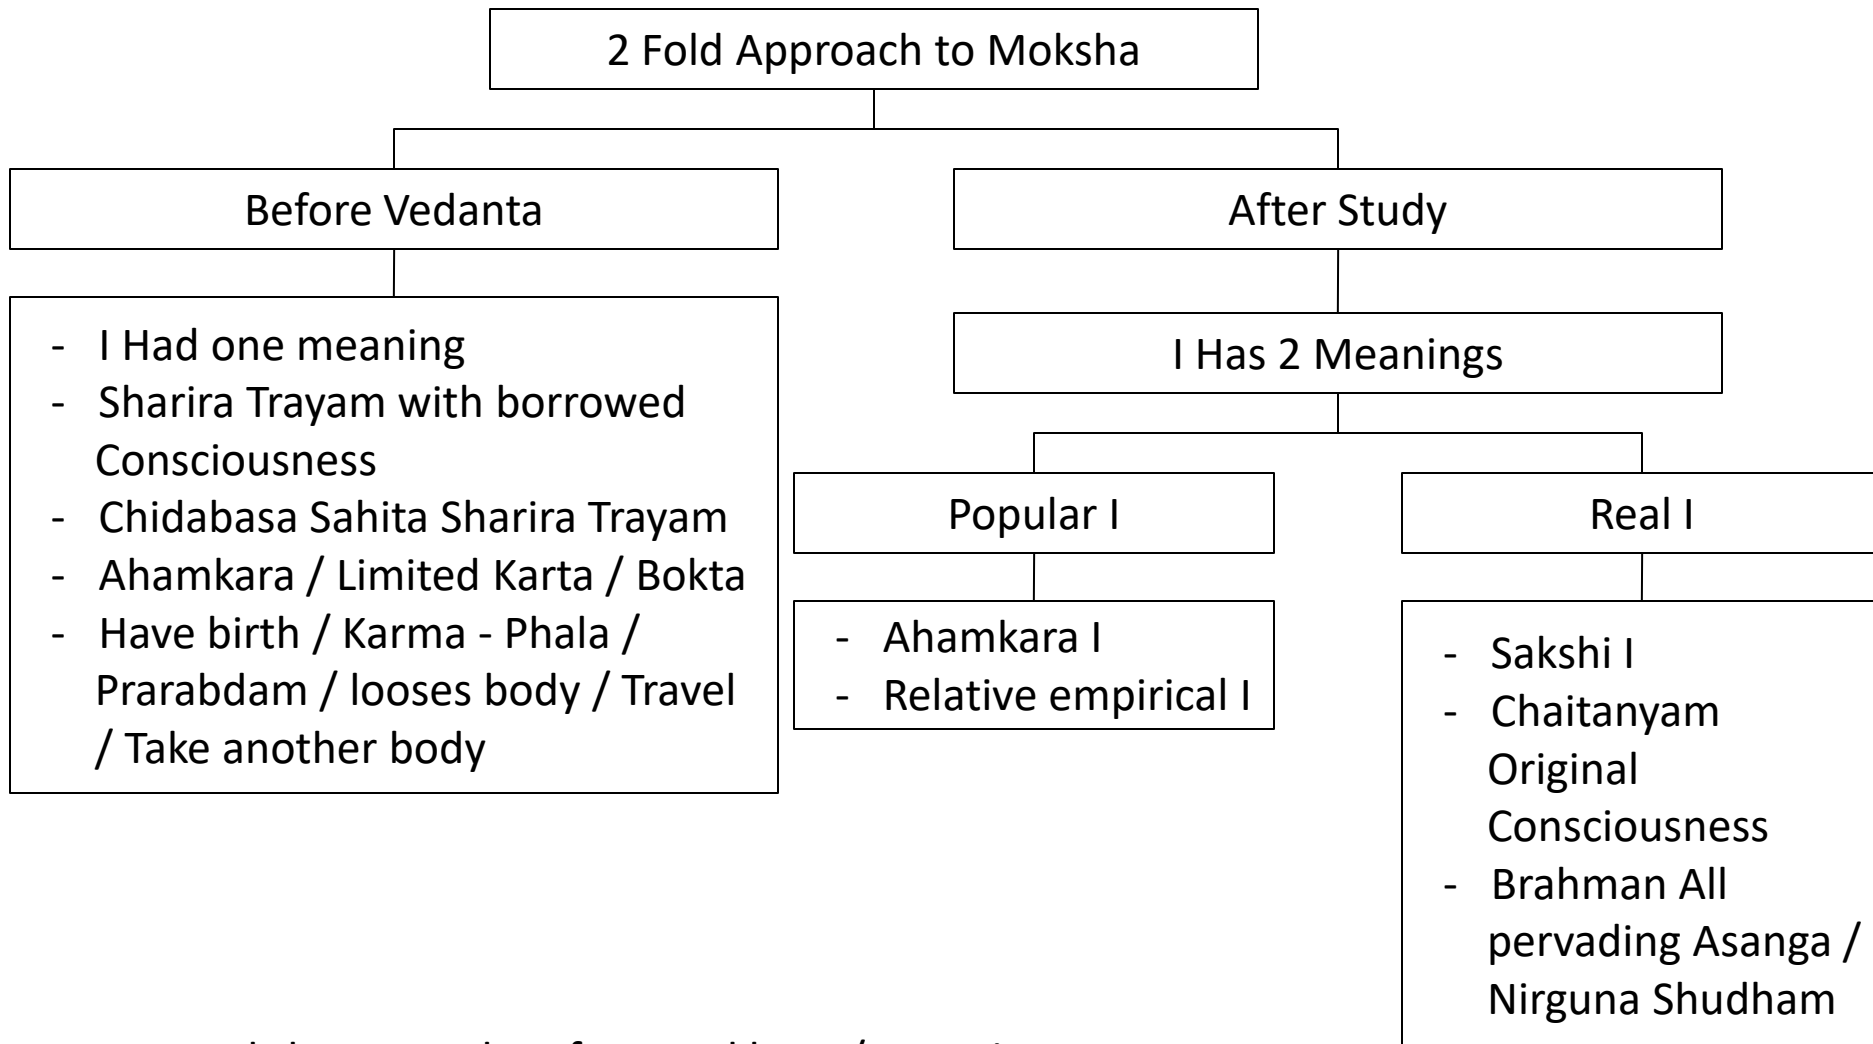 2 Fold Approach to Moksha
Before Vedanta
- I Had one meaning
- Sharira Trayam with borrowed
Consciousness
- Chidabasa Sahita Sharira Trayam
- Ahamkara / Limited Karta / Bokta
- Have birth / Karma - Phala /
Prarabdam / looses body / Travel
/ Take another body
After Study
I Has 2 Meanings
Popular I
- Ahamkara I
- Relative empirical I
Real I
- Sakshi I
- Chaitanyam
Original
Consciousness
- Brahman All
pervading Asanga /
Nirguna Shudham